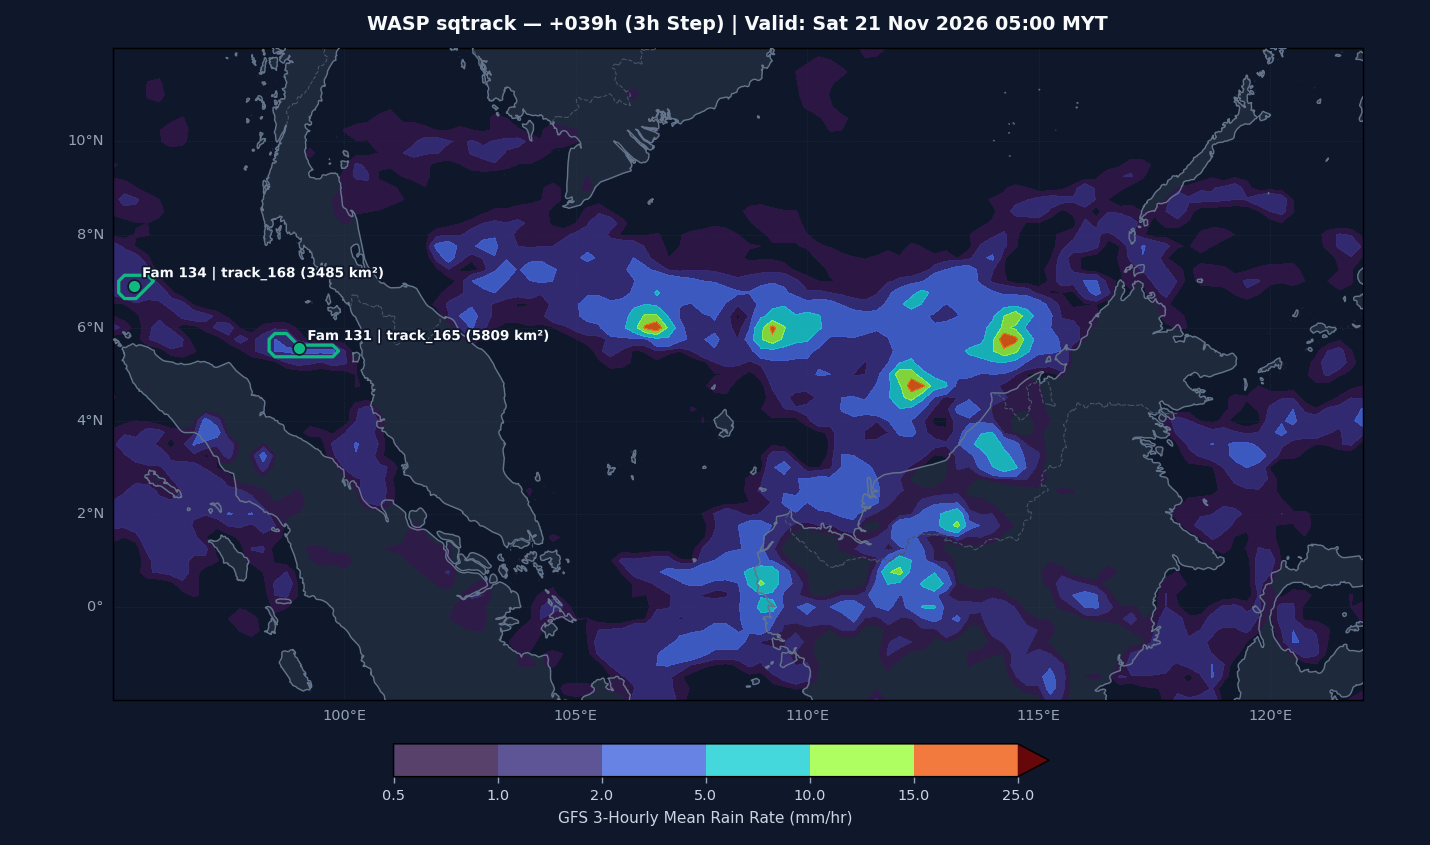 WASP sqtrack — +039h (3h Step) | Valid: Sat 21 Nov 2026 05:00 MYT
10°N
8°N
Fam 134 | track_168 (3485 km²)
6°N
Fam 131 | track_165 (5809 km²)
4°N
2°N
0°
100°E 105°E 110°E 115°E 120°E
0.5 1.0 2.0 5.0 10.0 15.0 25.0
GFS 3-Hourly Mean Rain Rate (mm/hr)